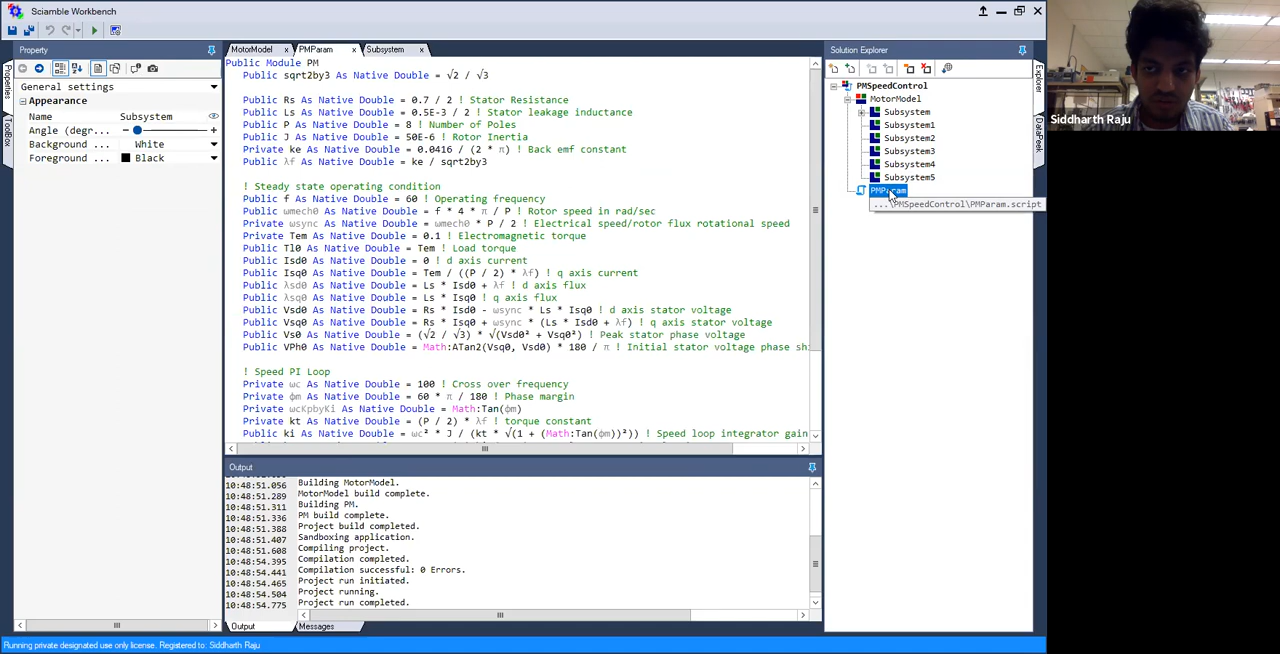 Sciamble Workbench
Property
MotorModel x
PMParam x
Subsystem x
Solution Explorer
Properties
ToolBox
Explorer
DataPeek
General settings
Appearance
Name Subsystem
Angle (degr... − +
Background ... White
Foreground ... Black
Public Module PM
Public sqrt2by3 As Native Double = √2 / √3
Public Rs As Native Double = 0.7 / 2 ! Stator Resistance
Public Ls As Native Double = 0.5E-3 / 2 ! Stator leakage inductance
Public P As Native Double = 8 ! Number of Poles
Public J As Native Double = 50E-6 ! Rotor Inertia
Private ke As Native Double = 0.0416 / (2 * π) ! Back emf constant
Public λf As Native Double = ke / sqrt2by3
! Steady state operating condition
Public f As Native Double = 60 ! Operating frequency
Public ωmech0 As Native Double = f * 4 * π / P ! Rotor speed in rad/sec
Private ωsync As Native Double = ωmech0 * P / 2 ! Electrical speed/rotor flux rotational speed
Private Tem As Native Double = 0.1 ! Electromagnetic torque
Public Tl0 As Native Double = Tem ! Load torque
Public Isd0 As Native Double = 0 ! d axis current
Public Isq0 As Native Double = Tem / ((P / 2) * λf) ! q axis current
Public λsd0 As Native Double = Ls * Isd0 + λf ! d axis flux
Public λsq0 As Native Double = Ls * Isq0 ! q axis flux
Public Vsd0 As Native Double = Rs * Isd0 - ωsync * Ls * Isq0 ! d axis stator voltage
Public Vsq0 As Native Double = Rs * Isq0 + ωsync * (Ls * Isd0 + λf) ! q axis stator voltage
Public Vs0 As Native Double = (√2 / √3) * √(Vsd0² + Vsq0²) ! Peak stator phase voltage
Public VPh0 As Native Double = Math:ATan2(Vsq0, Vsd0) * 180 / π ! Initial stator voltage phase shi
! Speed PI Loop
Private ωc As Native Double = 100 ! Cross over frequency
Private ϕm As Native Double = 60 * π / 180 ! Phase margin
Private ωcKpbyKi As Native Double = Math:Tan(ϕm)
Private kt As Native Double = (P / 2) * λf ! torque constant
Public ki As Native Double = ωc² * J / (kt * √(1 + (Math:Tan(ϕm))²)) ! Speed loop integrator gain
PMSpeedControl
MotorModel
Subsystem
Subsystem1
Subsystem2
Subsystem3
Subsystem4
Subsystem5
PMParam
...\PMSpeedControl\PMParam.script
Siddharth Raju
Output
10:48:51.056 Building MotorModel.
10:48:51.289 MotorModel build complete.
10:48:51.311 Building PM.
10:48:51.336 PM build complete.
10:48:51.388 Project build completed.
10:48:51.407 Sandboxing application.
10:48:51.608 Compiling project.
10:48:54.395 Compilation completed.
10:48:54.441 Compilation successful: 0 Errors.
10:48:54.465 Project run initiated.
10:48:54.504 Project running.
10:48:54.775 Project run completed.
Output Messages
Running private designated use only license. Registered to: Siddharth Raju